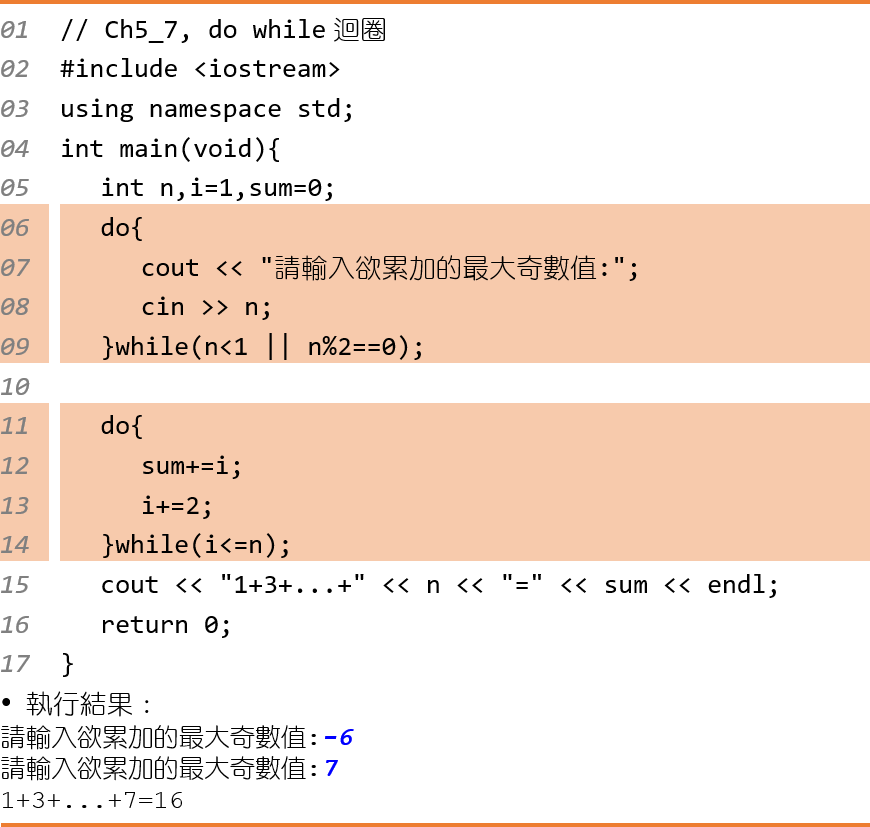 01 // Ch5_7, do while 迴圈
02 #include <iostream>
03 using namespace std;
04 int main(void){
05 int n,i=1,sum=0;
06 do{
07 cout << "請輸入欲累加的最大奇數值:";
08 cin >> n;
09 }while(n<1 || n%2==0);
10
11 do{
12 sum+=i;
13 i+=2;
14 }while(i<=n);
15 cout << "1+3+...+" << n << "=" << sum << endl;
16 return 0;
17 }
• 執行結果：
請輸入欲累加的最大奇數值:-6
請輸入欲累加的最大奇數值:7
1+3+...+7=16